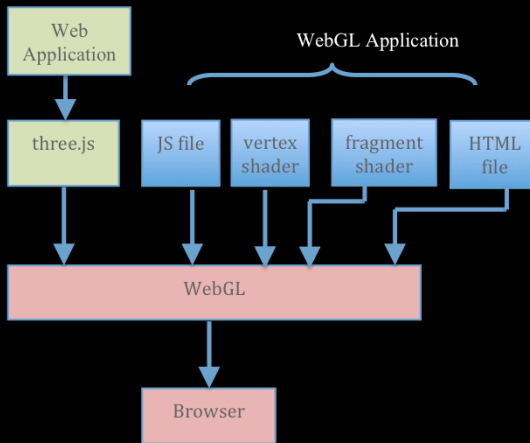 Web
Application
WebGL Application
three.js
JS file
vertex
shader
fragment
shader
HTML
file
WebGL
Browser